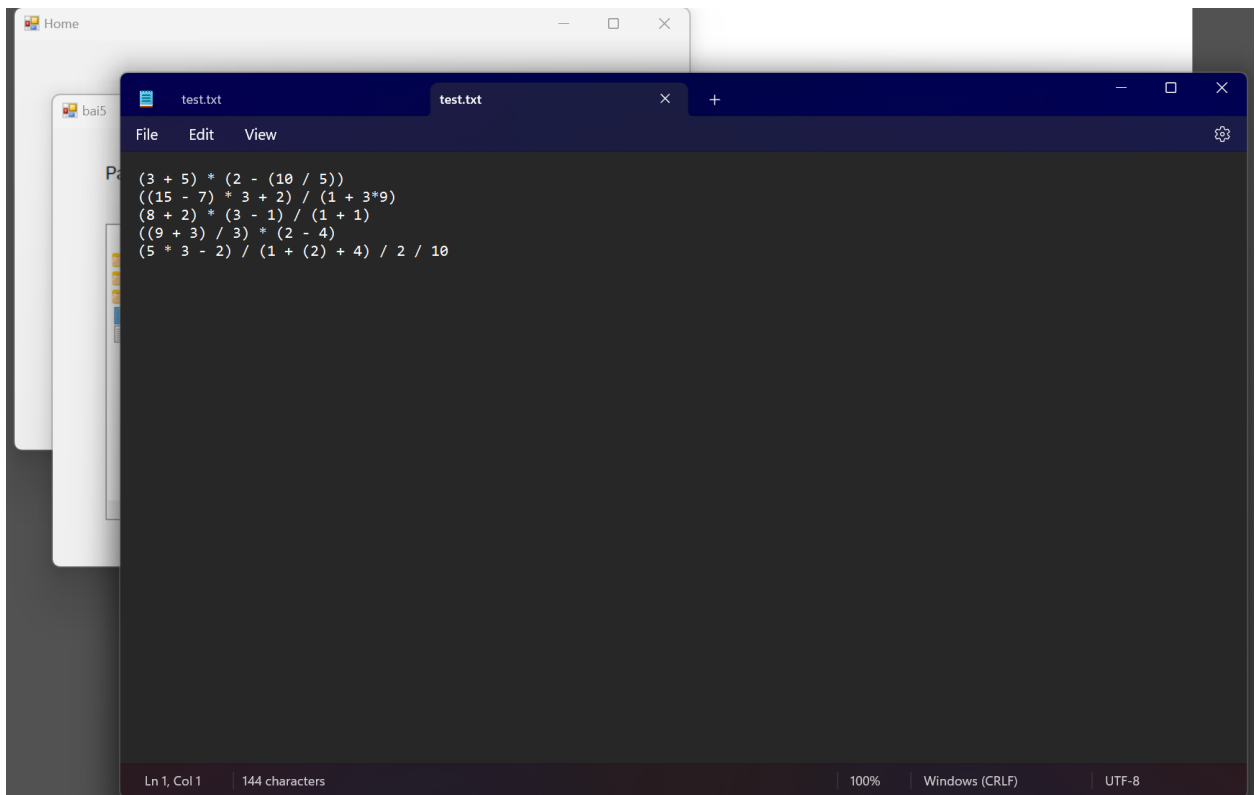 Home
bai5
test.txt
test.txt
File Edit View
(3 + 5) * (2 - (10 / 5))
((15 - 7) * 3 + 2) / (1 + 3*9)
(8 + 2) * (3 - 1) / (1 + 1)
((9 + 3) / 3) * (2 - 4)
(5 * 3 - 2) / (1 + (2) + 4) / 2 / 10
Ln 1, Col 1 144 characters 100% Windows (CRLF) UTF-8